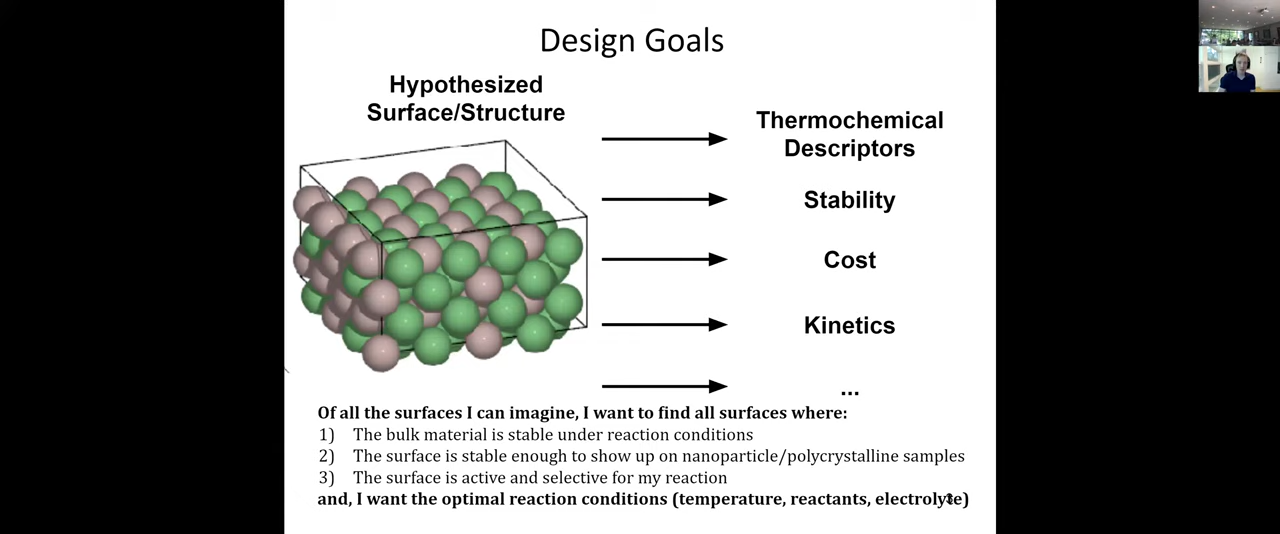 Design Goals
Hypothesized
Surface/Structure
Thermochemical
Descriptors
Stability
Cost
Kinetics
...
Of all the surfaces I can imagine, I want to find all surfaces where:
1) The bulk material is stable under reaction conditions
2) The surface is stable enough to show up on nanoparticle/polycrystalline samples
3) The surface is active and selective for my reaction
and, I want the optimal reaction conditions (temperature, reactants, electrolyte)
3